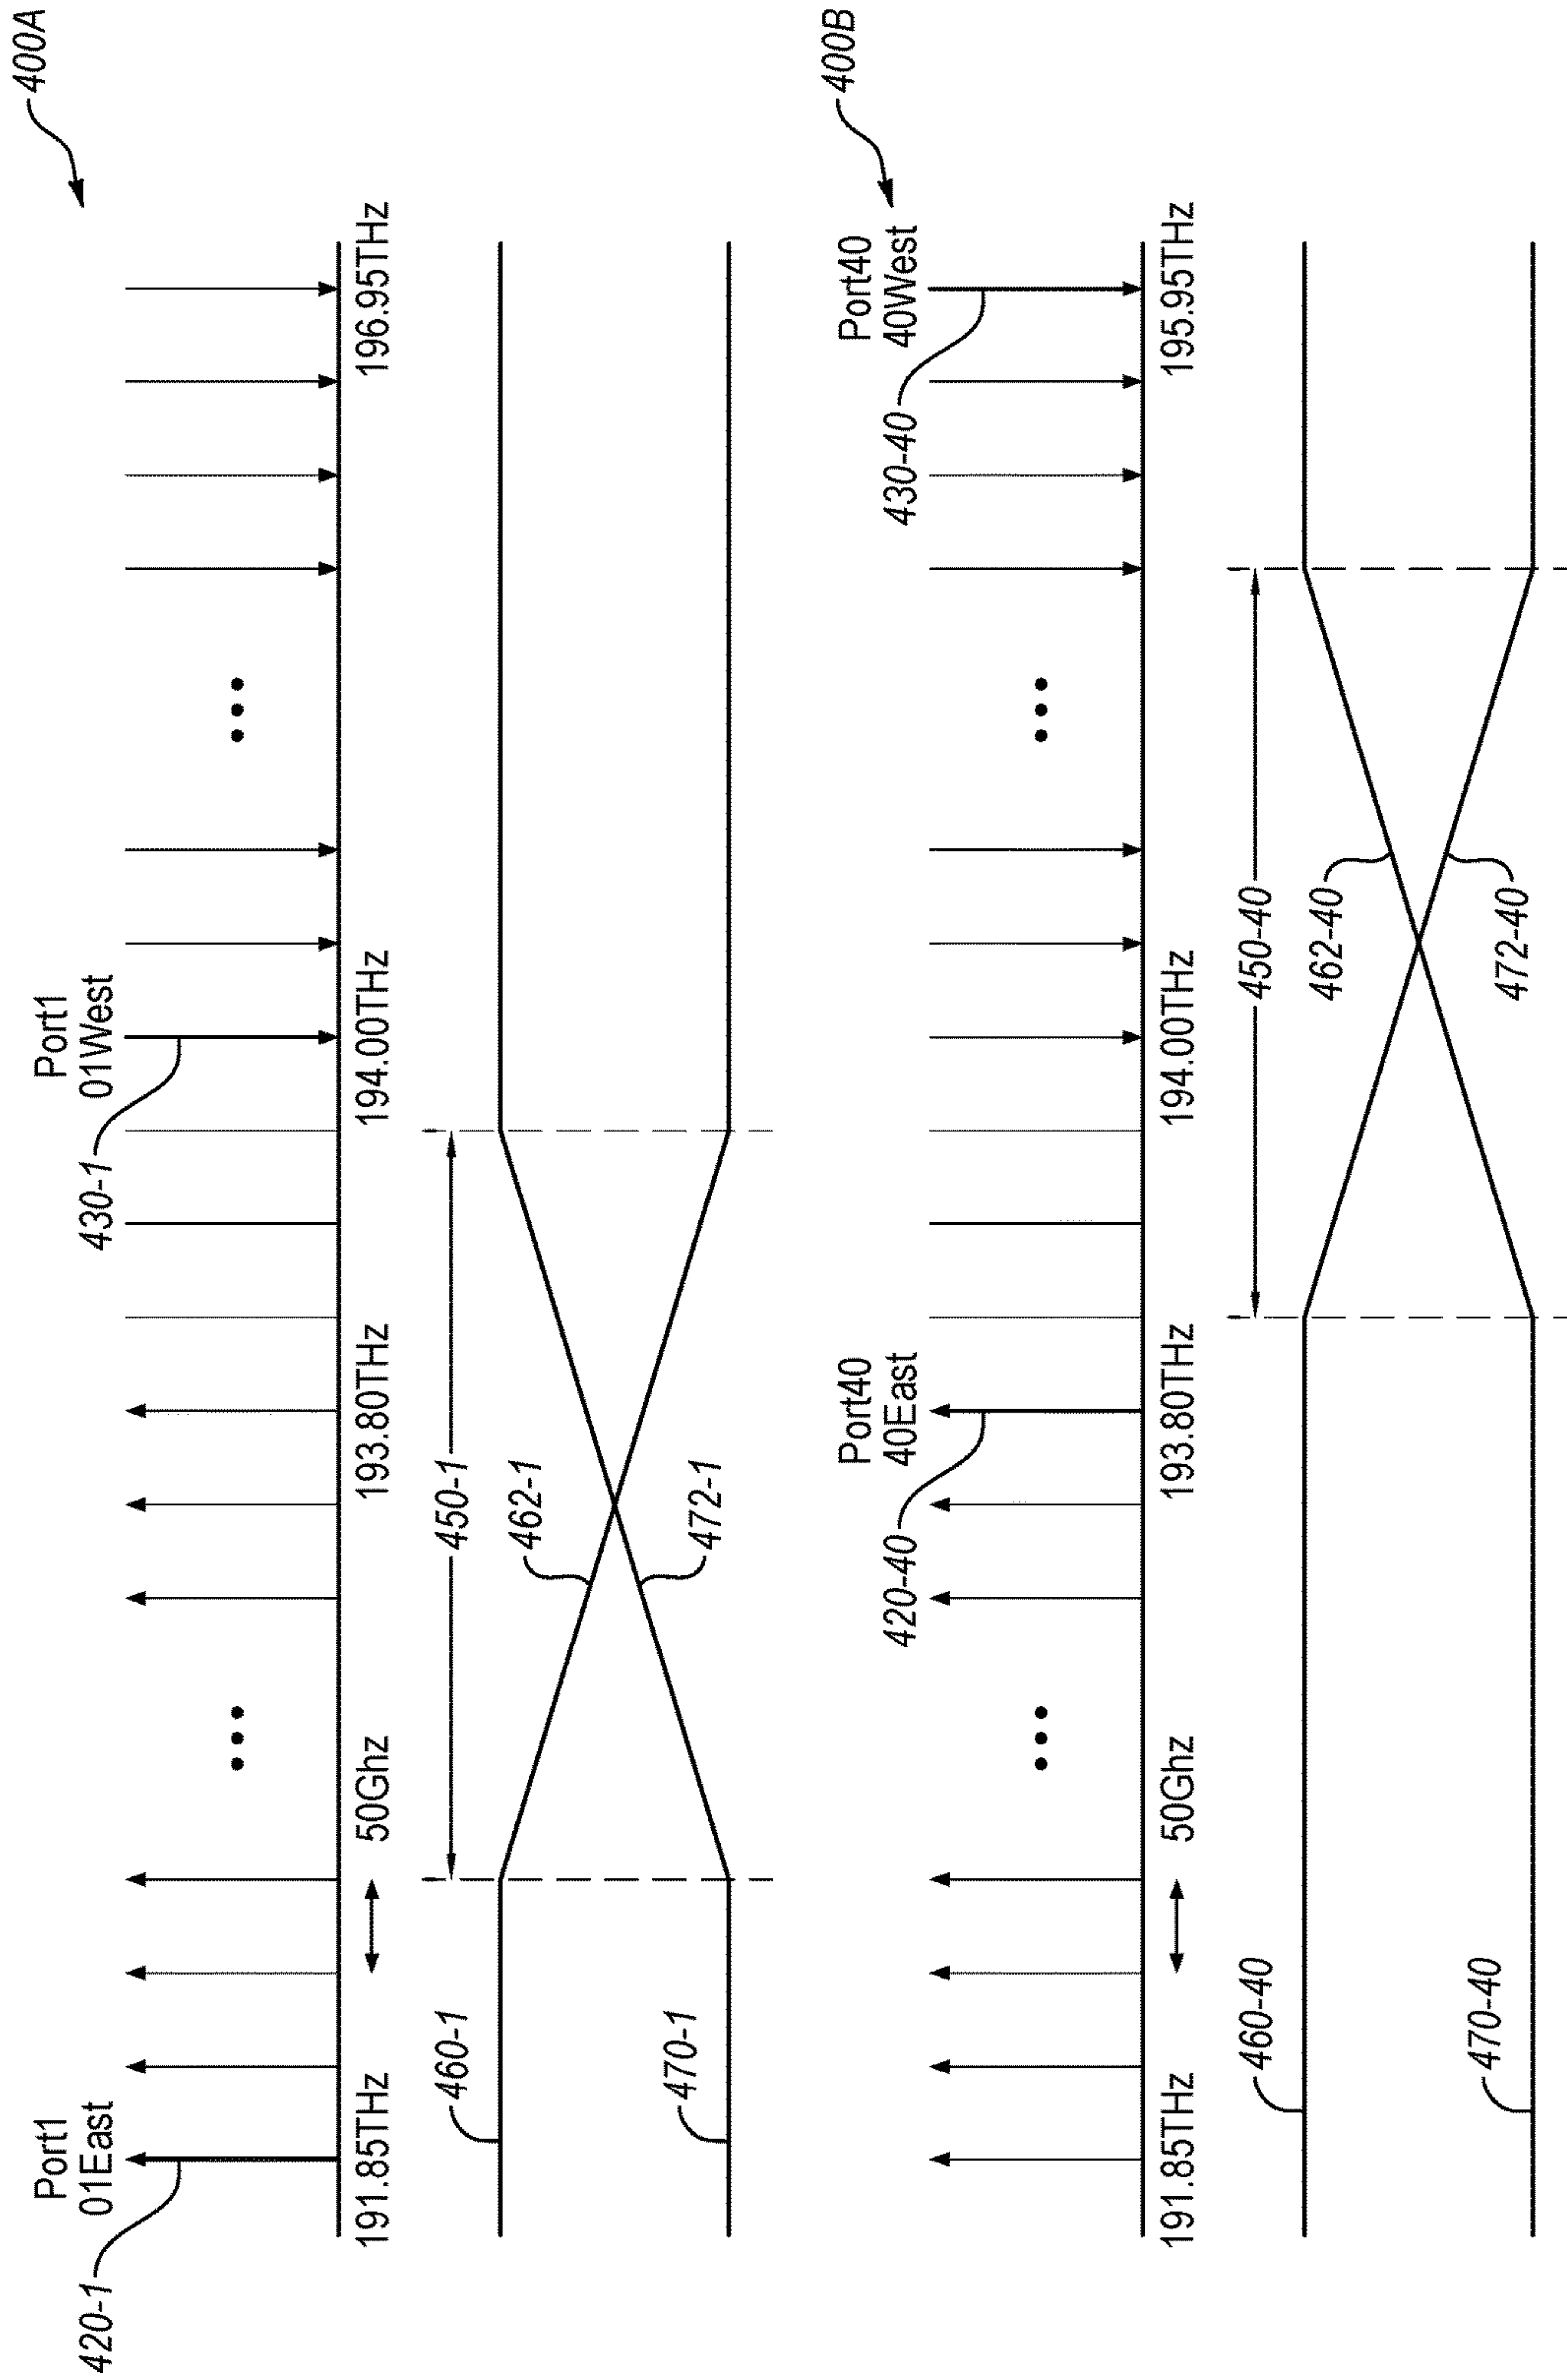 400A
Port1
01East
Port1
01West
420-1
430-1
191.85THz
50Ghz
193.80THz
194.00THz
196.95THz
450-1
460-1
462-1
470-1
472-1
400B
Port40
40East
Port40
40West
420-40
430-40
191.85THz
50Ghz
193.80THz
194.00THz
195.95THz
450-40
460-40
462-40
470-40
472-40